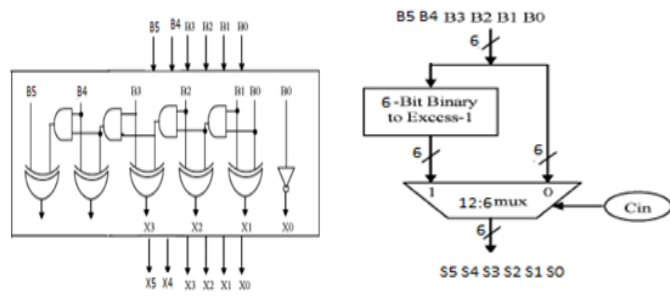 B5 B4 B3 B2 B1 B0
B5 B4 B3 B2 B1 B0 B0
X3 X2 X1 X0
X5 X4 X3 X2 X1 X0
B5 B4 B3 B2 B1 B0
6
6-Bit Binary
to Excess-1
6 6
1 0
12:6mux
Cin
6
S5 S4 S3 S2 S1 S0